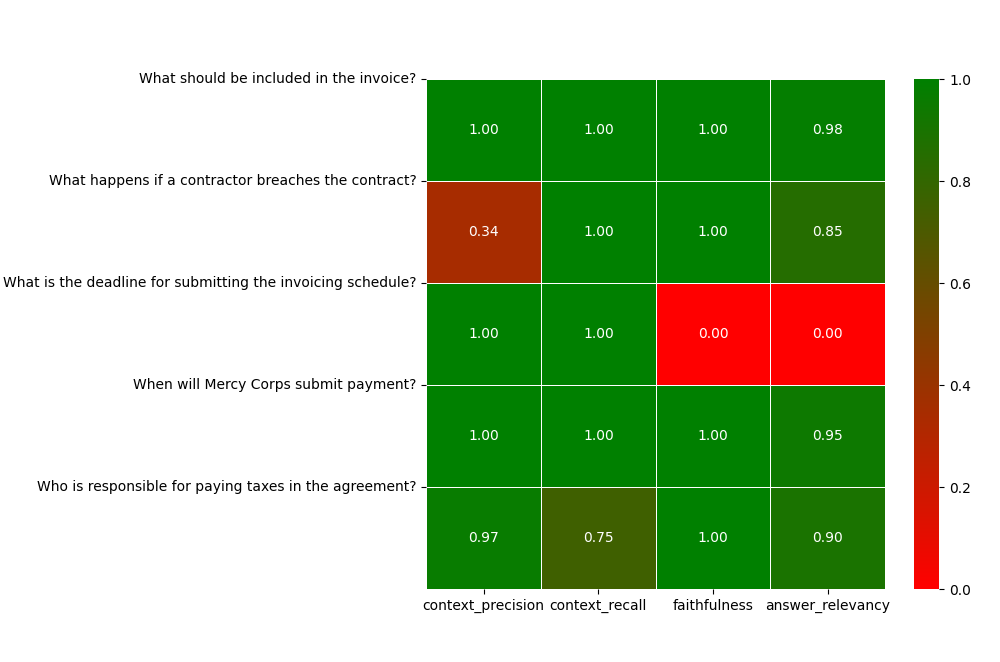 What should be included in the invoice?
1.00 1.00 1.00 0.98
What happens if a contractor breaches the contract?
0.34 1.00 1.00 0.85
What is the deadline for submitting the invoicing schedule?
1.00 1.00 0.00 0.00
When will Mercy Corps submit payment?
1.00 1.00 1.00 0.95
Who is responsible for paying taxes in the agreement?
0.97 0.75 1.00 0.90
context_precision context_recall faithfulness answer_relevancy
1.0
0.8
0.6
0.4
0.2
0.0